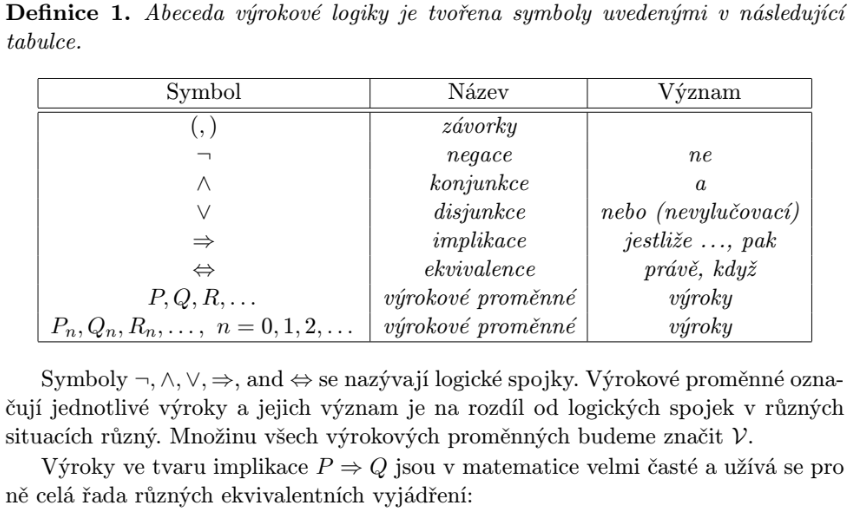 Definice 1. Abeceda výrokové logiky je tvořena symboly uvedenými v následující
tabulce.
Symbol Název Význam
(, ) závorky
¬ negace ne
∧ konjunkce a
∨ disjunkce nebo (nevylučovací)
⇒ implikace jestliže ..., pak
⇔ ekvivalence právě, když
P, Q, R, ... výrokové proměnné výroky
Pₙ, Qₙ, Rₙ, ..., n = 0, 1, 2, ... výrokové proměnné výroky
Symboly ¬, ∧, ∨, ⇒, and ⇔ se nazývají logické spojky. Výrokové proměnné ozna-
čují jednotlivé výroky a jejich význam je na rozdíl od logických spojek v různých
situacích různý. Množinu všech výrokových proměnných budeme značit 𝒱.
Výroky ve tvaru implikace P ⇒ Q jsou v matematice velmi časté a užívá se pro
ně celá řada různých ekvivalentních vyjádření: